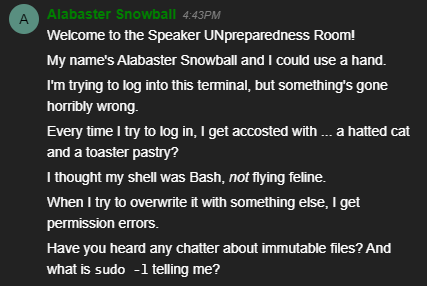 A
Alabaster Snowball 4:43PM
Welcome to the Speaker UNpreparedness Room!
My name's Alabaster Snowball and I could use a hand.
I'm trying to log into this terminal, but something's gone
horribly wrong.
Every time I try to log in, I get accosted with ... a hatted cat
and a toaster pastry?
I thought my shell was Bash, not flying feline.
When I try to overwrite it with something else, I get
permission errors.
Have you heard any chatter about immutable files? And
what is sudo -l telling me?